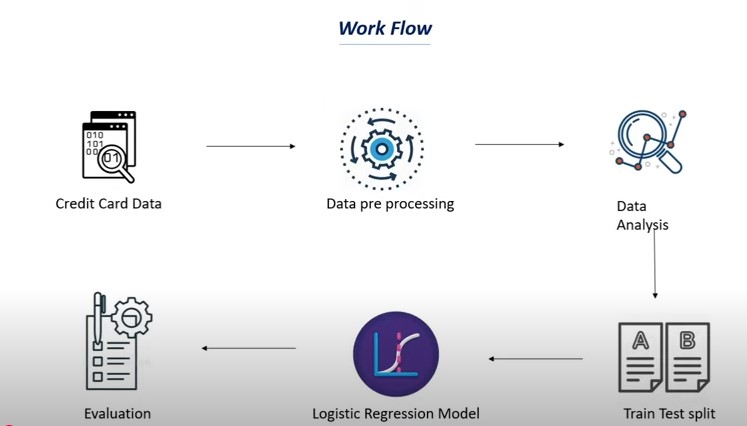 Work Flow
010
101
00
01
Credit Card Data
Data pre processing
Data
Analysis
A B
Evaluation
Logistic Regression Model
Train Test split